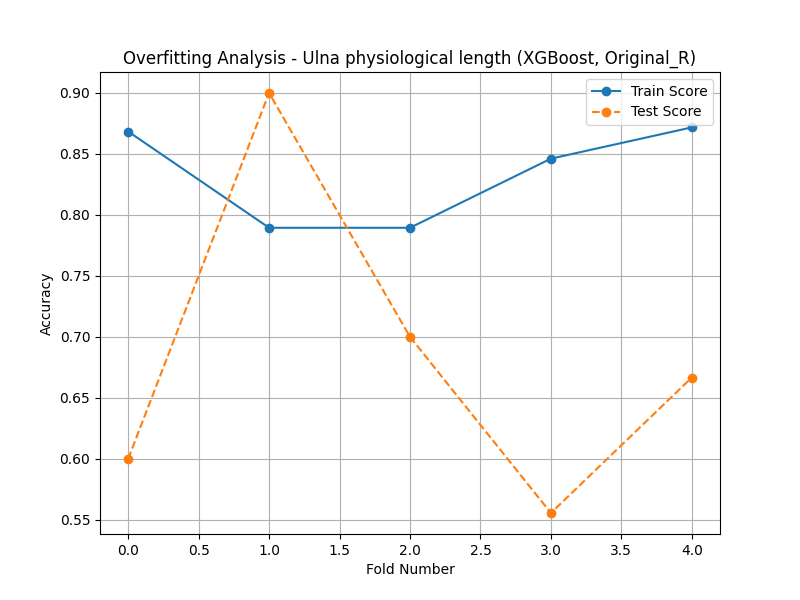 Overfitting Analysis - Ulna physiological length (XGBoost, Original_R)
Train Score
Test Score
Accuracy
0.90
0.85
0.80
0.75
0.70
0.65
0.60
0.55
0.0 0.5 1.0 1.5 2.0 2.5 3.0 3.5 4.0
Fold Number